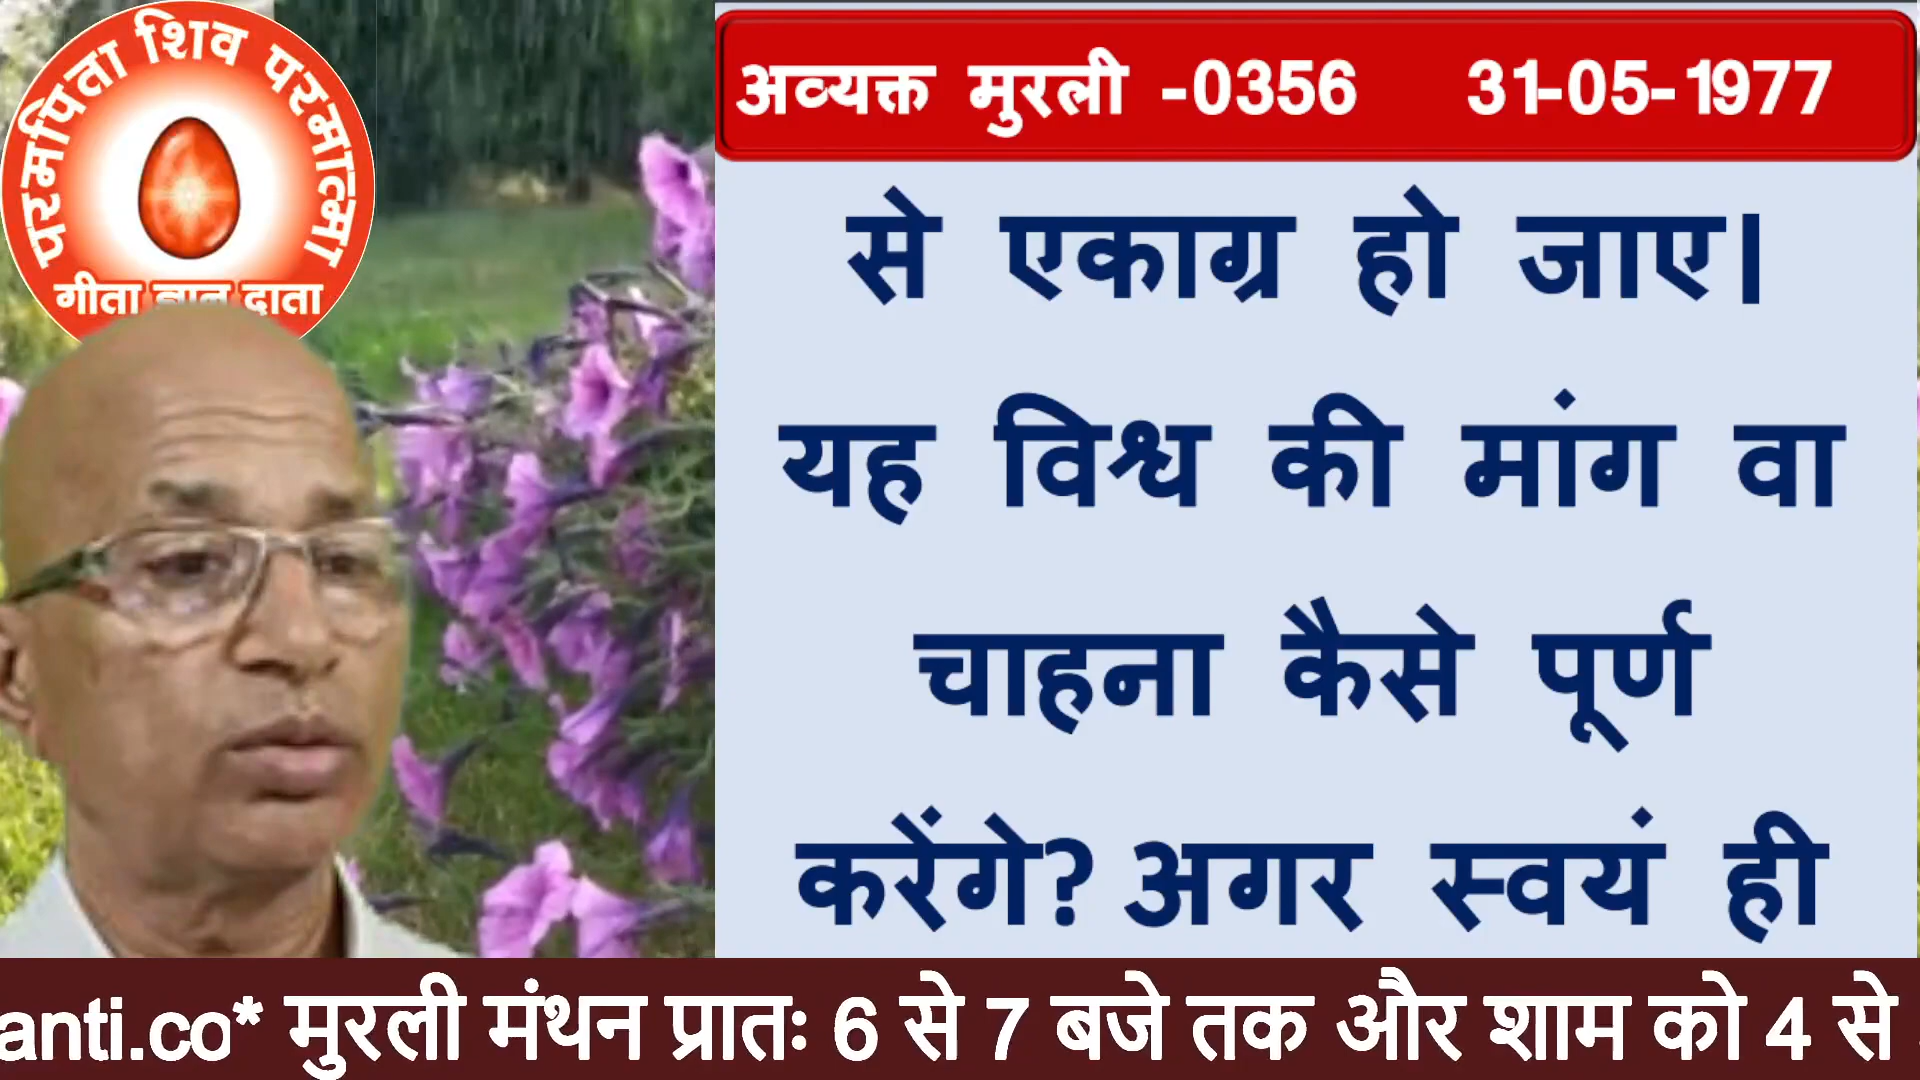 परमपिता शिव परमात्मा
गीता ज्ञान दाता
अव्यक्त मुरली -0356 31-05-1977
से एकाग्र हो जाए।
यह विश्व की मांग वा
चाहना कैसे पूर्ण
करेंगे? अगर स्वयं ही
anti.co* मुरली मंथन प्रातः 6 से 7 बजे तक और शाम को 4 से